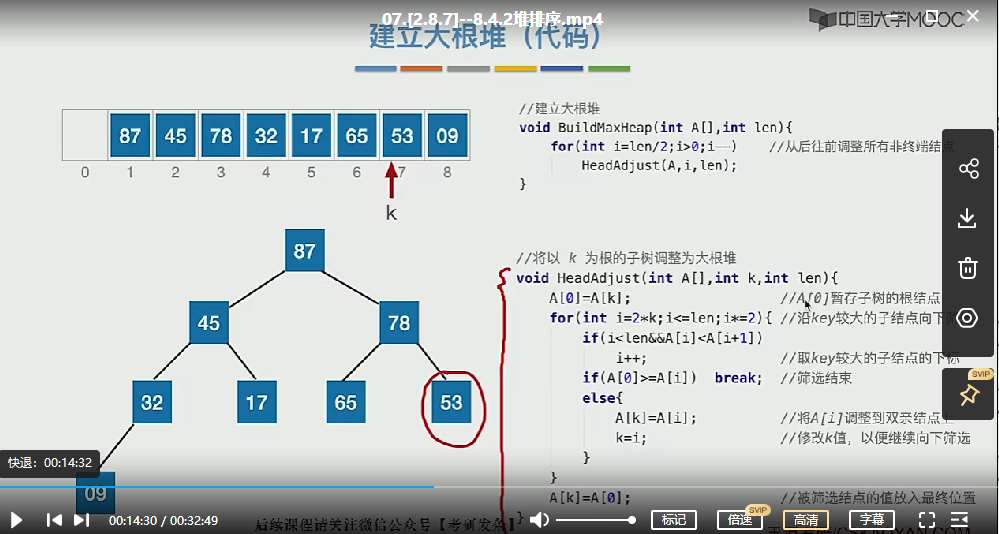 07.[2.8.7]--8.4.2堆排序.mp4
中国大学MOOC
建立大根堆（代码）
87 45 78 32 17 65 53 09
0 1 2 3 4 5 6 7 8
k
//建立大根堆
void BuildMaxHeap(int A[],int len){
for(int i=len/2;i>0;i--) //从后往前调整所有非终端结点
HeadAdjust(A,i,len);
}
87
45 78
32 17 65 53
09
//将以 k 为根的子树调整为大根堆
void HeadAdjust(int A[],int k,int len){
A[0]=A[k]; //A[0]暂存子树的根结点
for(int i=2*k;i<=len;i*=2){ //沿key较大的子结点向下
if(i<len&&A[i]<A[i+1])
i++; //取key较大的子结点的下标
if(A[0]>=A[i]) break; //筛选结束
else{
A[k]=A[i]; //将A[i]调整到双亲结点上
k=i; //修改k值，以便继续向下筛选
}
}
A[k]=A[0]; //被筛选结点的值放入最终位置
}
SVIP
快退：00:14:32
00:14:30 / 00:32:49
后续课程请关注微信公众号【考研发条】
标记
倍速
SVIP
高清
字幕